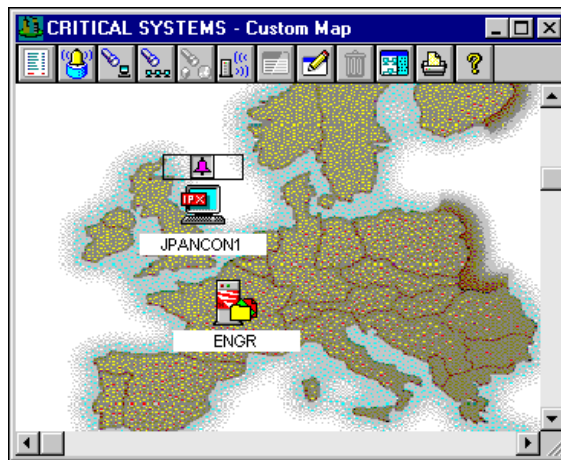 CRITICAL SYSTEMS - Custom Map
?
IPX
JPANCON1
ENGR